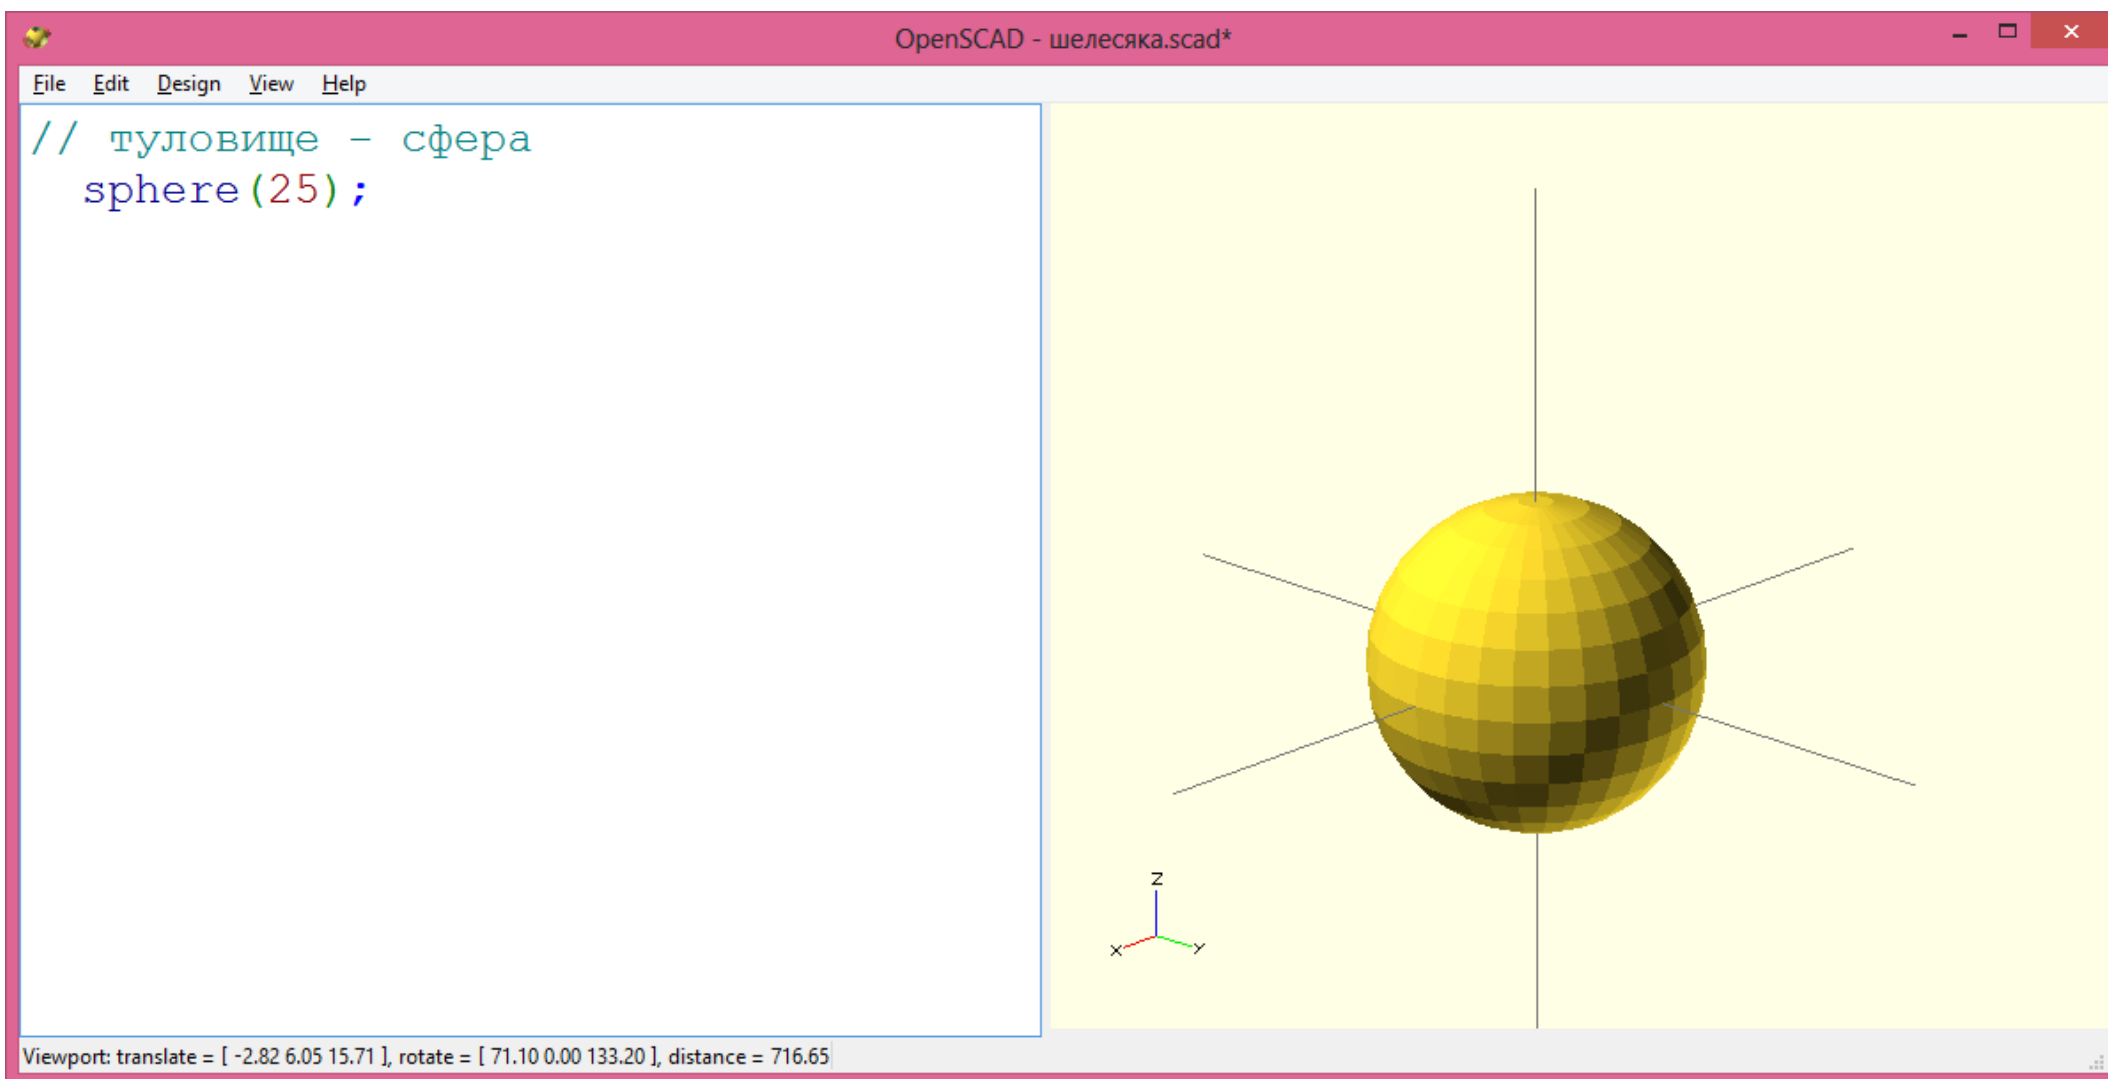 OpenSCAD - шелесяка.scad*
File Edit Design View Help
// туловище - сфера
sphere(25);
z
x y
Viewport: translate = [ -2.82 6.05 15.71 ], rotate = [ 71.10 0.00 133.20 ], distance = 716.65